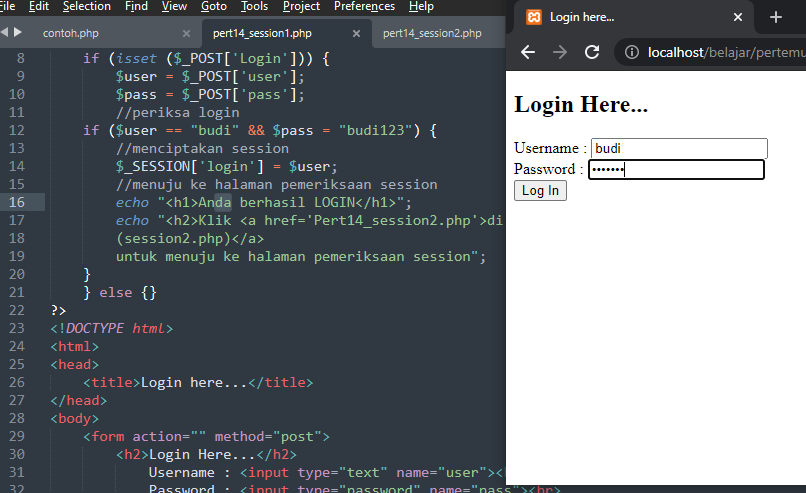 File Edit Selection Find View Goto Tools Project Preferences Help
contoh.php × pert14_session1.php × pert14_session2.php
8 if (isset ($_POST['Login'])) {
9 $user = $_POST['user'];
10 $pass = $_POST['pass'];
11 //periksa login
12 if ($user == "budi" && $pass = "budi123") {
13 //menciptakan session
14 $_SESSION['login'] = $user;
15 //menuju ke halaman pemeriksaan session
16 echo "<h1>Anda berhasil LOGIN</h1>";
17 echo "<h2>Klik <a href='Pert14_session2.php'>di
18 (session2.php)</a>
19 untuk menuju ke halaman pemeriksaan session";
20 }
21 } else {}
22 ?>
23 <!DOCTYPE html>
24 <html>
25 <head>
26 <title>Login here...</title>
27 </head>
28 <body>
29 <form action="" method="post">
30 <h2>Login Here...</h2>
31 Username : <input type="text" name="user"><
32 Password : <input type="password" name="pass"><br>
Login here... ×
localhost/belajar/pertemu
Login Here...
Username : budi
Password : •••••••
Log In